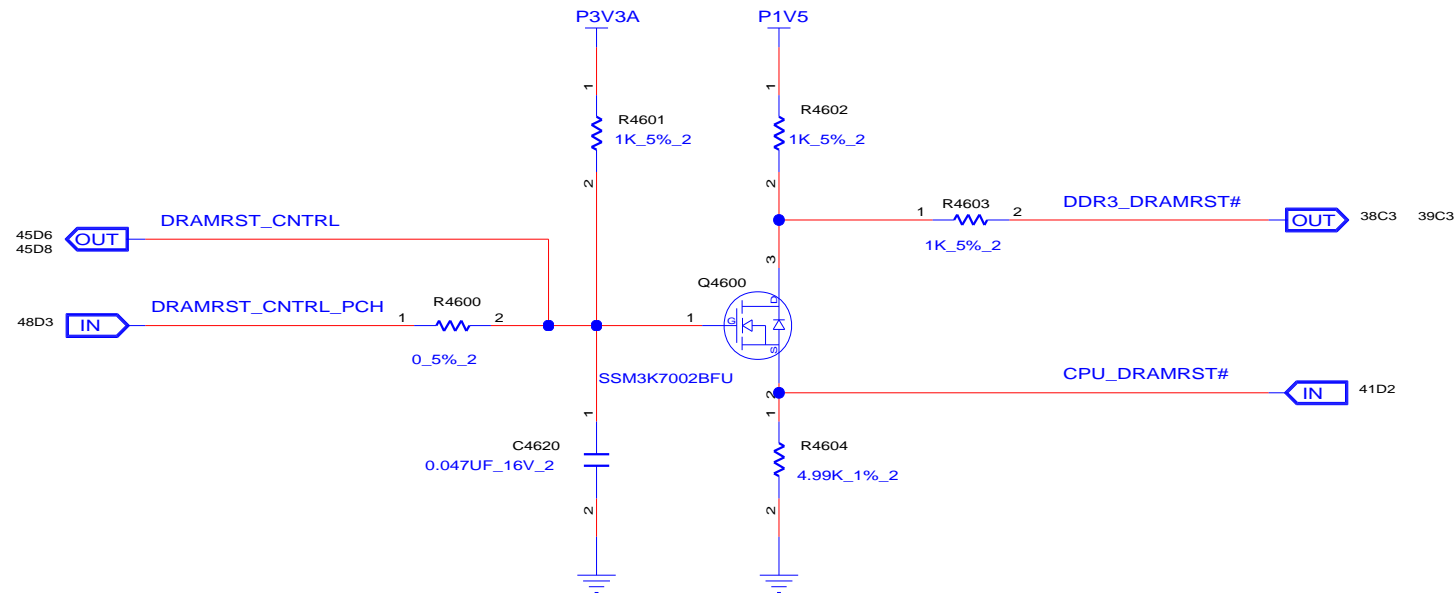 P3V3A P1V5
1 1
R4601 R4602
1K_5%_2 1K_5%_2
2 2
DRAMRST_CNTRL R4603 DDR3_DRAMRST#
1 2
45D6 OUT OUT 38C3 39C3
45D8
1K_5%_2
3
Q4600
D
DRAMRST_CNTRL_PCH R4600
48D3 IN 1 2 1 G
0_5%_2 S
SSM3K7002BFU CPU_DRAMRST#
2 IN 41D2
1 1
C4620 R4604
0.047UF_16V_2 4.99K_1%_2
2 2